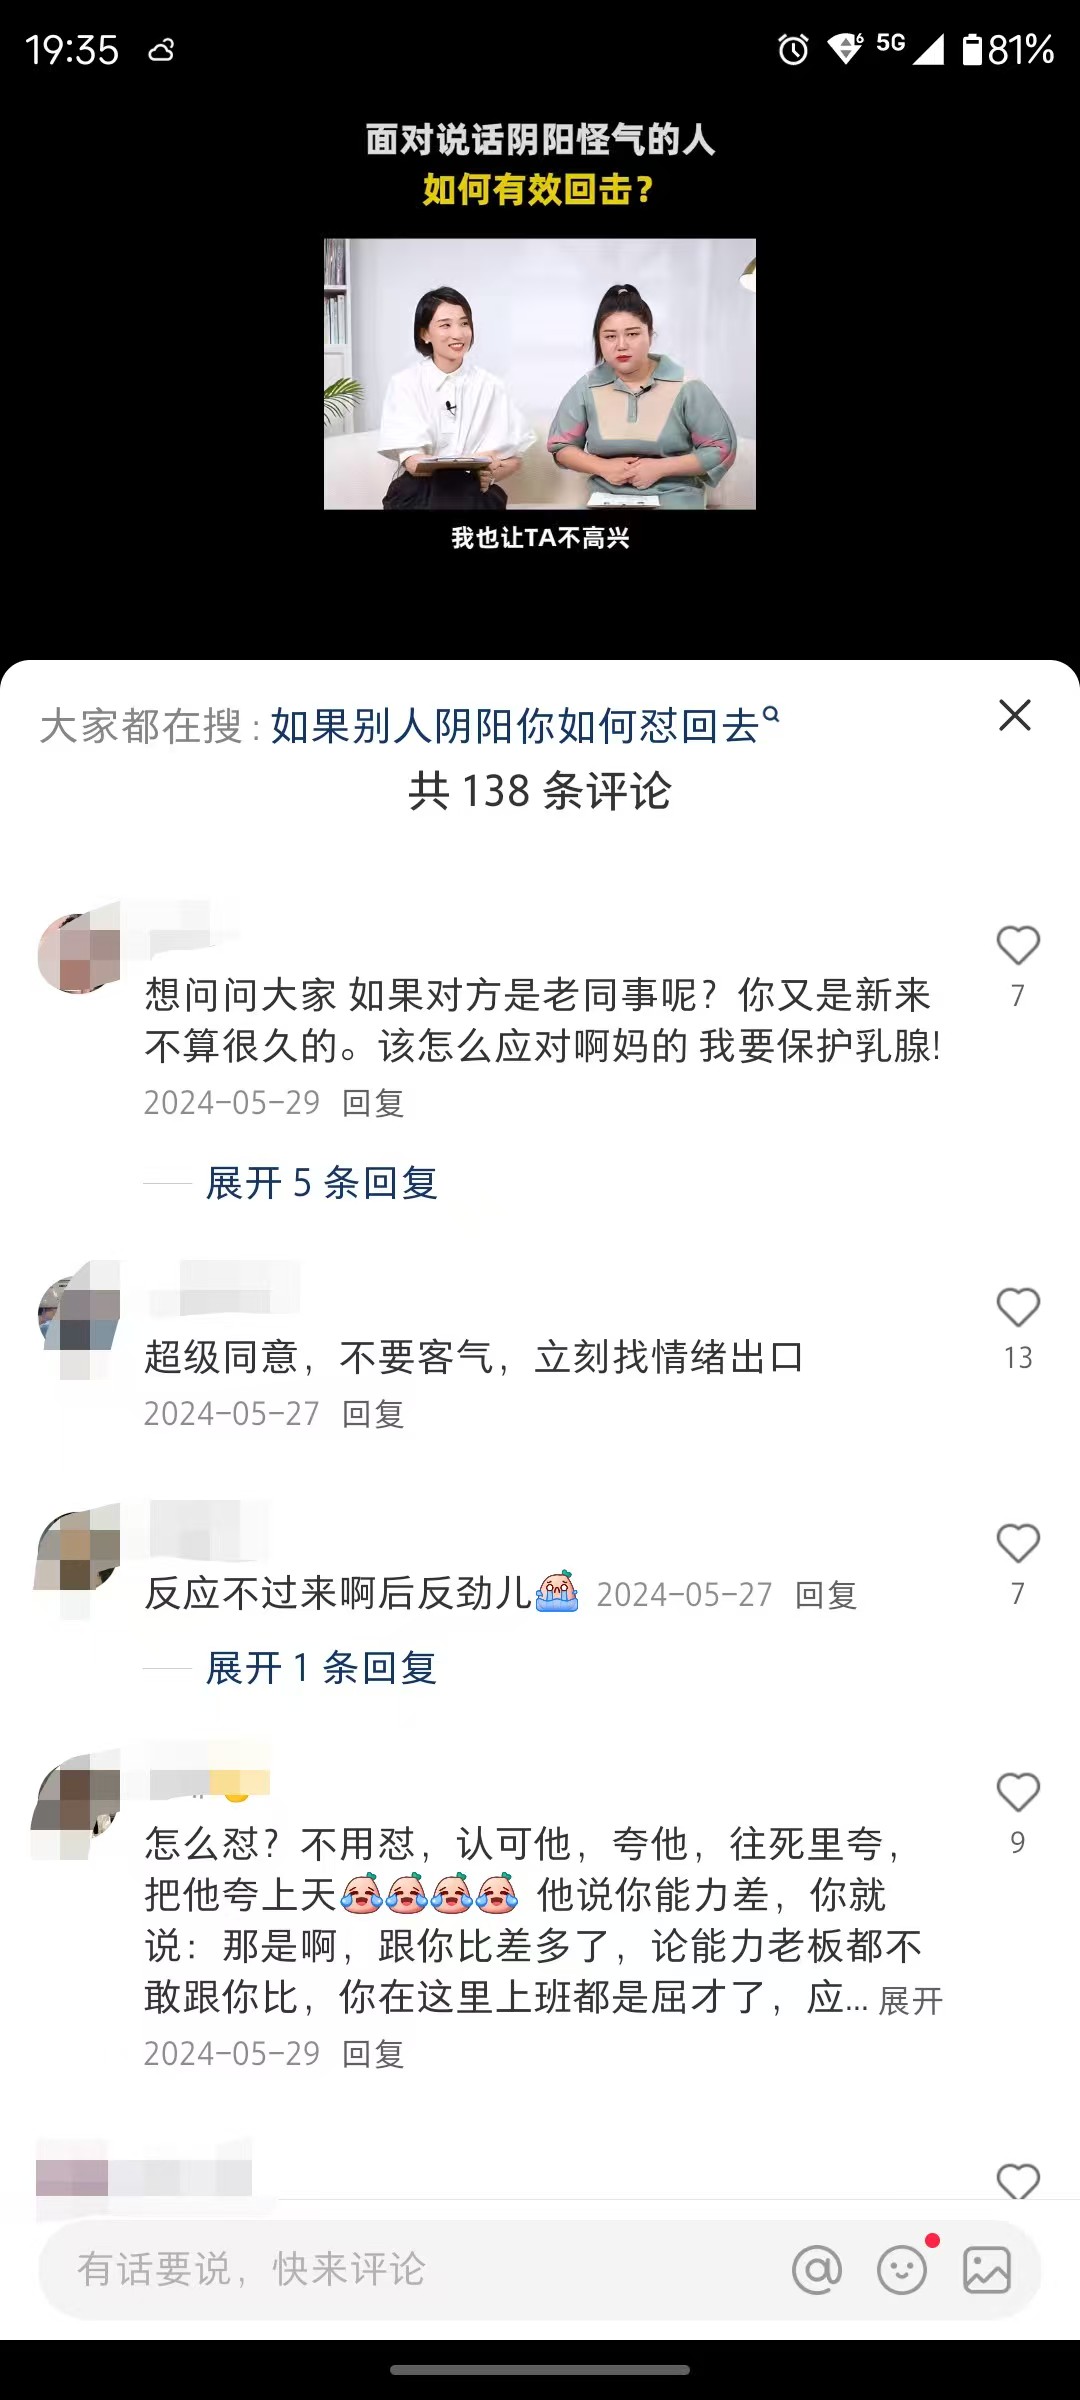 19:35
5G
81%
面对说话阴阳怪气的人
如何有效回击？
我也让TA不高兴
大家都在搜：如果别人阴阳你如何怼回去
共 138 条评论
想问问大家 如果对方是老同事呢？你又是新来
不算很久的。该怎么应对啊妈的 我要保护乳腺!
7
2024-05-29 回复
展开 5 条回复
超级同意，不要客气，立刻找情绪出口
13
2024-05-27 回复
反应不过来啊后反劲儿😭 2024-05-27 回复
7
展开 1 条回复
怎么怼？不用怼，认可他，夸他，往死里夸，
9
把他夸上天😂😂😂😂 他说你能力差，你就
说：那是啊，跟你比差多了，论能力老板都不
敢跟你比，你在这里上班都是屈才了，应... 展开
2024-05-29 回复
有话要说，快来评论